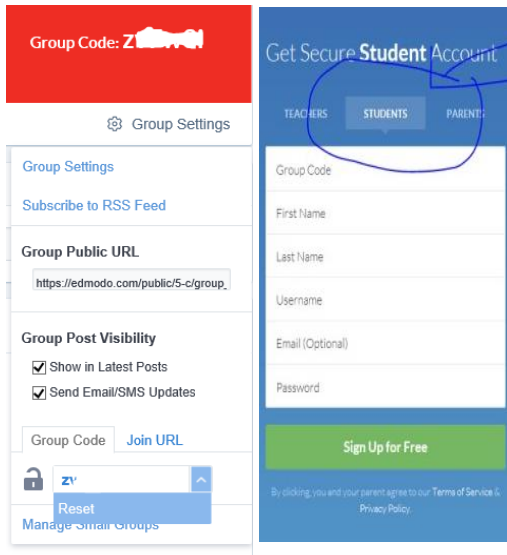 Group Code: Z
Group Settings
Group Settings
Subscribe to RSS Feed
Group Public URL
https://edmodo.com/public/5-c/group_
Group Post Visibility
Show in Latest Posts
Send Email/SMS Updates
Group Code Join URL
zv
Reset
Manage Small Groups
Get Secure Student Account
TEACHERS STUDENTS PARENTS
Group Code
First Name
Last Name
Username
Email (Optional)
Password
Sign Up for Free
By clicking, you and your parent agree to our Terms of Service &
Privacy Policy.